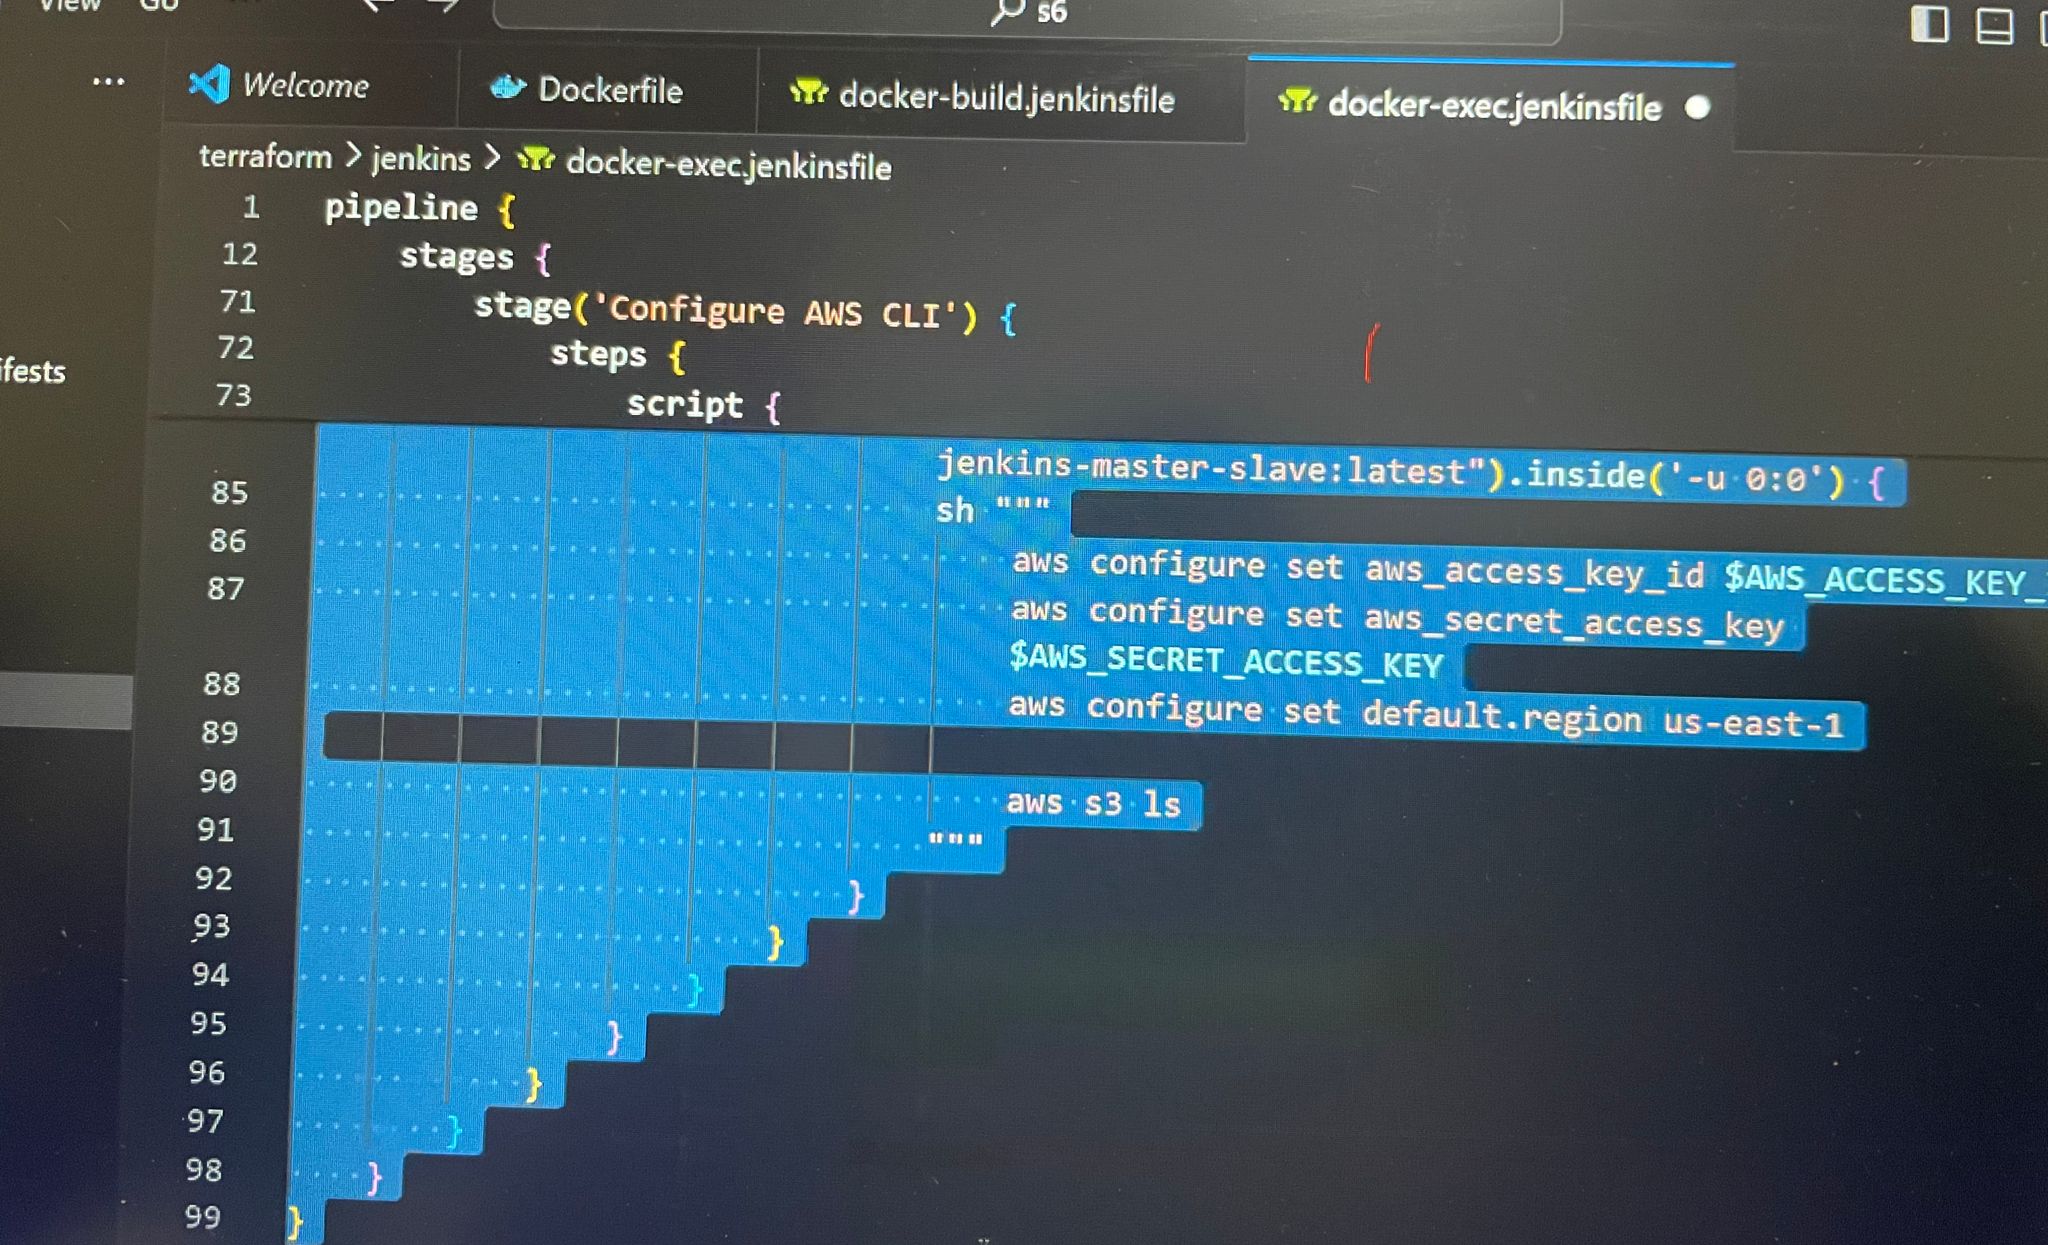 View Go
s6
Welcome Dockerfile docker-build.jenkinsfile docker-exec.jenkinsfile
terraform > jenkins > docker-exec.jenkinsfile
1 pipeline {
12 stages {
71 stage('Configure AWS CLI') {
72 steps {
73 script {
ifests
jenkins-master-slave:latest").inside('-u 0:0') {
85 sh """
86 aws configure set aws_access_key_id $AWS_ACCESS_KEY_
87 aws configure set aws_secret_access_key
$AWS_SECRET_ACCESS_KEY
88 aws configure set default.region us-east-1
89
90 aws s3 ls
91 """
92 }
93 }
94 }
95 }
96 }
97 }
98 }
99 }